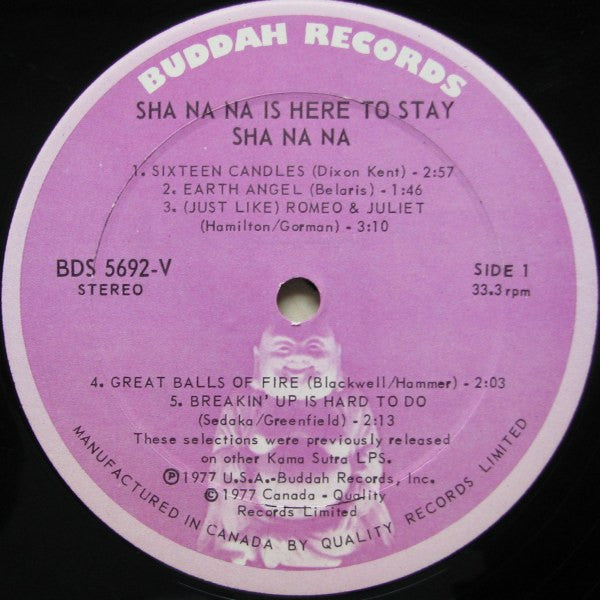 BUDDAH RECORDS
SHA NA NA IS HERE TO STAY
SHA NA NA
1. SIXTEEN CANDLES (Dixon Kent) - 2:57
2. EARTH ANGEL (Belaris) - 1:46
3. (JUST LIKE) ROMEO & JULIET
(Hamilton/Gorman) - 3:10
BDS 5692-V
STEREO
SIDE 1
33.3 rpm
4. GREAT BALLS OF FIRE (Blackwell/Hammer) - 2:03
5. BREAKIN' UP IS HARD TO DO
(Sedaka/Greenfield) - 2:13
These selections were previously released
on other Kama Sutra LPS.
Ⓟ1977 U.S.A.-Buddah Records, Inc.
©1977 Canada - Quality
Records Limited
MANUFACTURED IN CANADA BY QUALITY RECORDS LIMITED